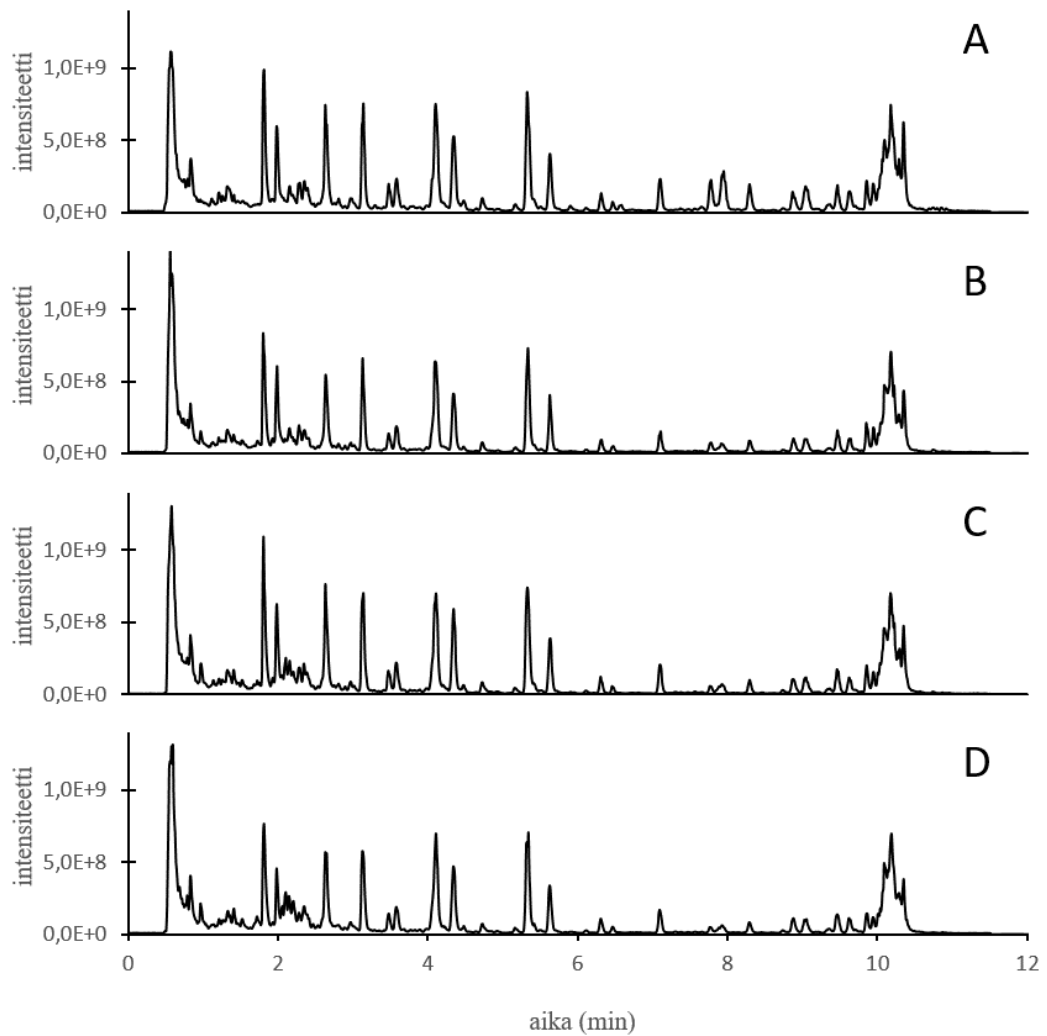 A
intensiteetti
1,0E+9
5,0E+8
0,0E+0
B
intensiteetti
1,0E+9
5,0E+8
0,0E+0
C
intensiteetti
1,0E+9
5,0E+8
0,0E+0
D
intensiteetti
1,0E+9
5,0E+8
0,0E+0
0 2 4 6 8 10 12
aika (min)